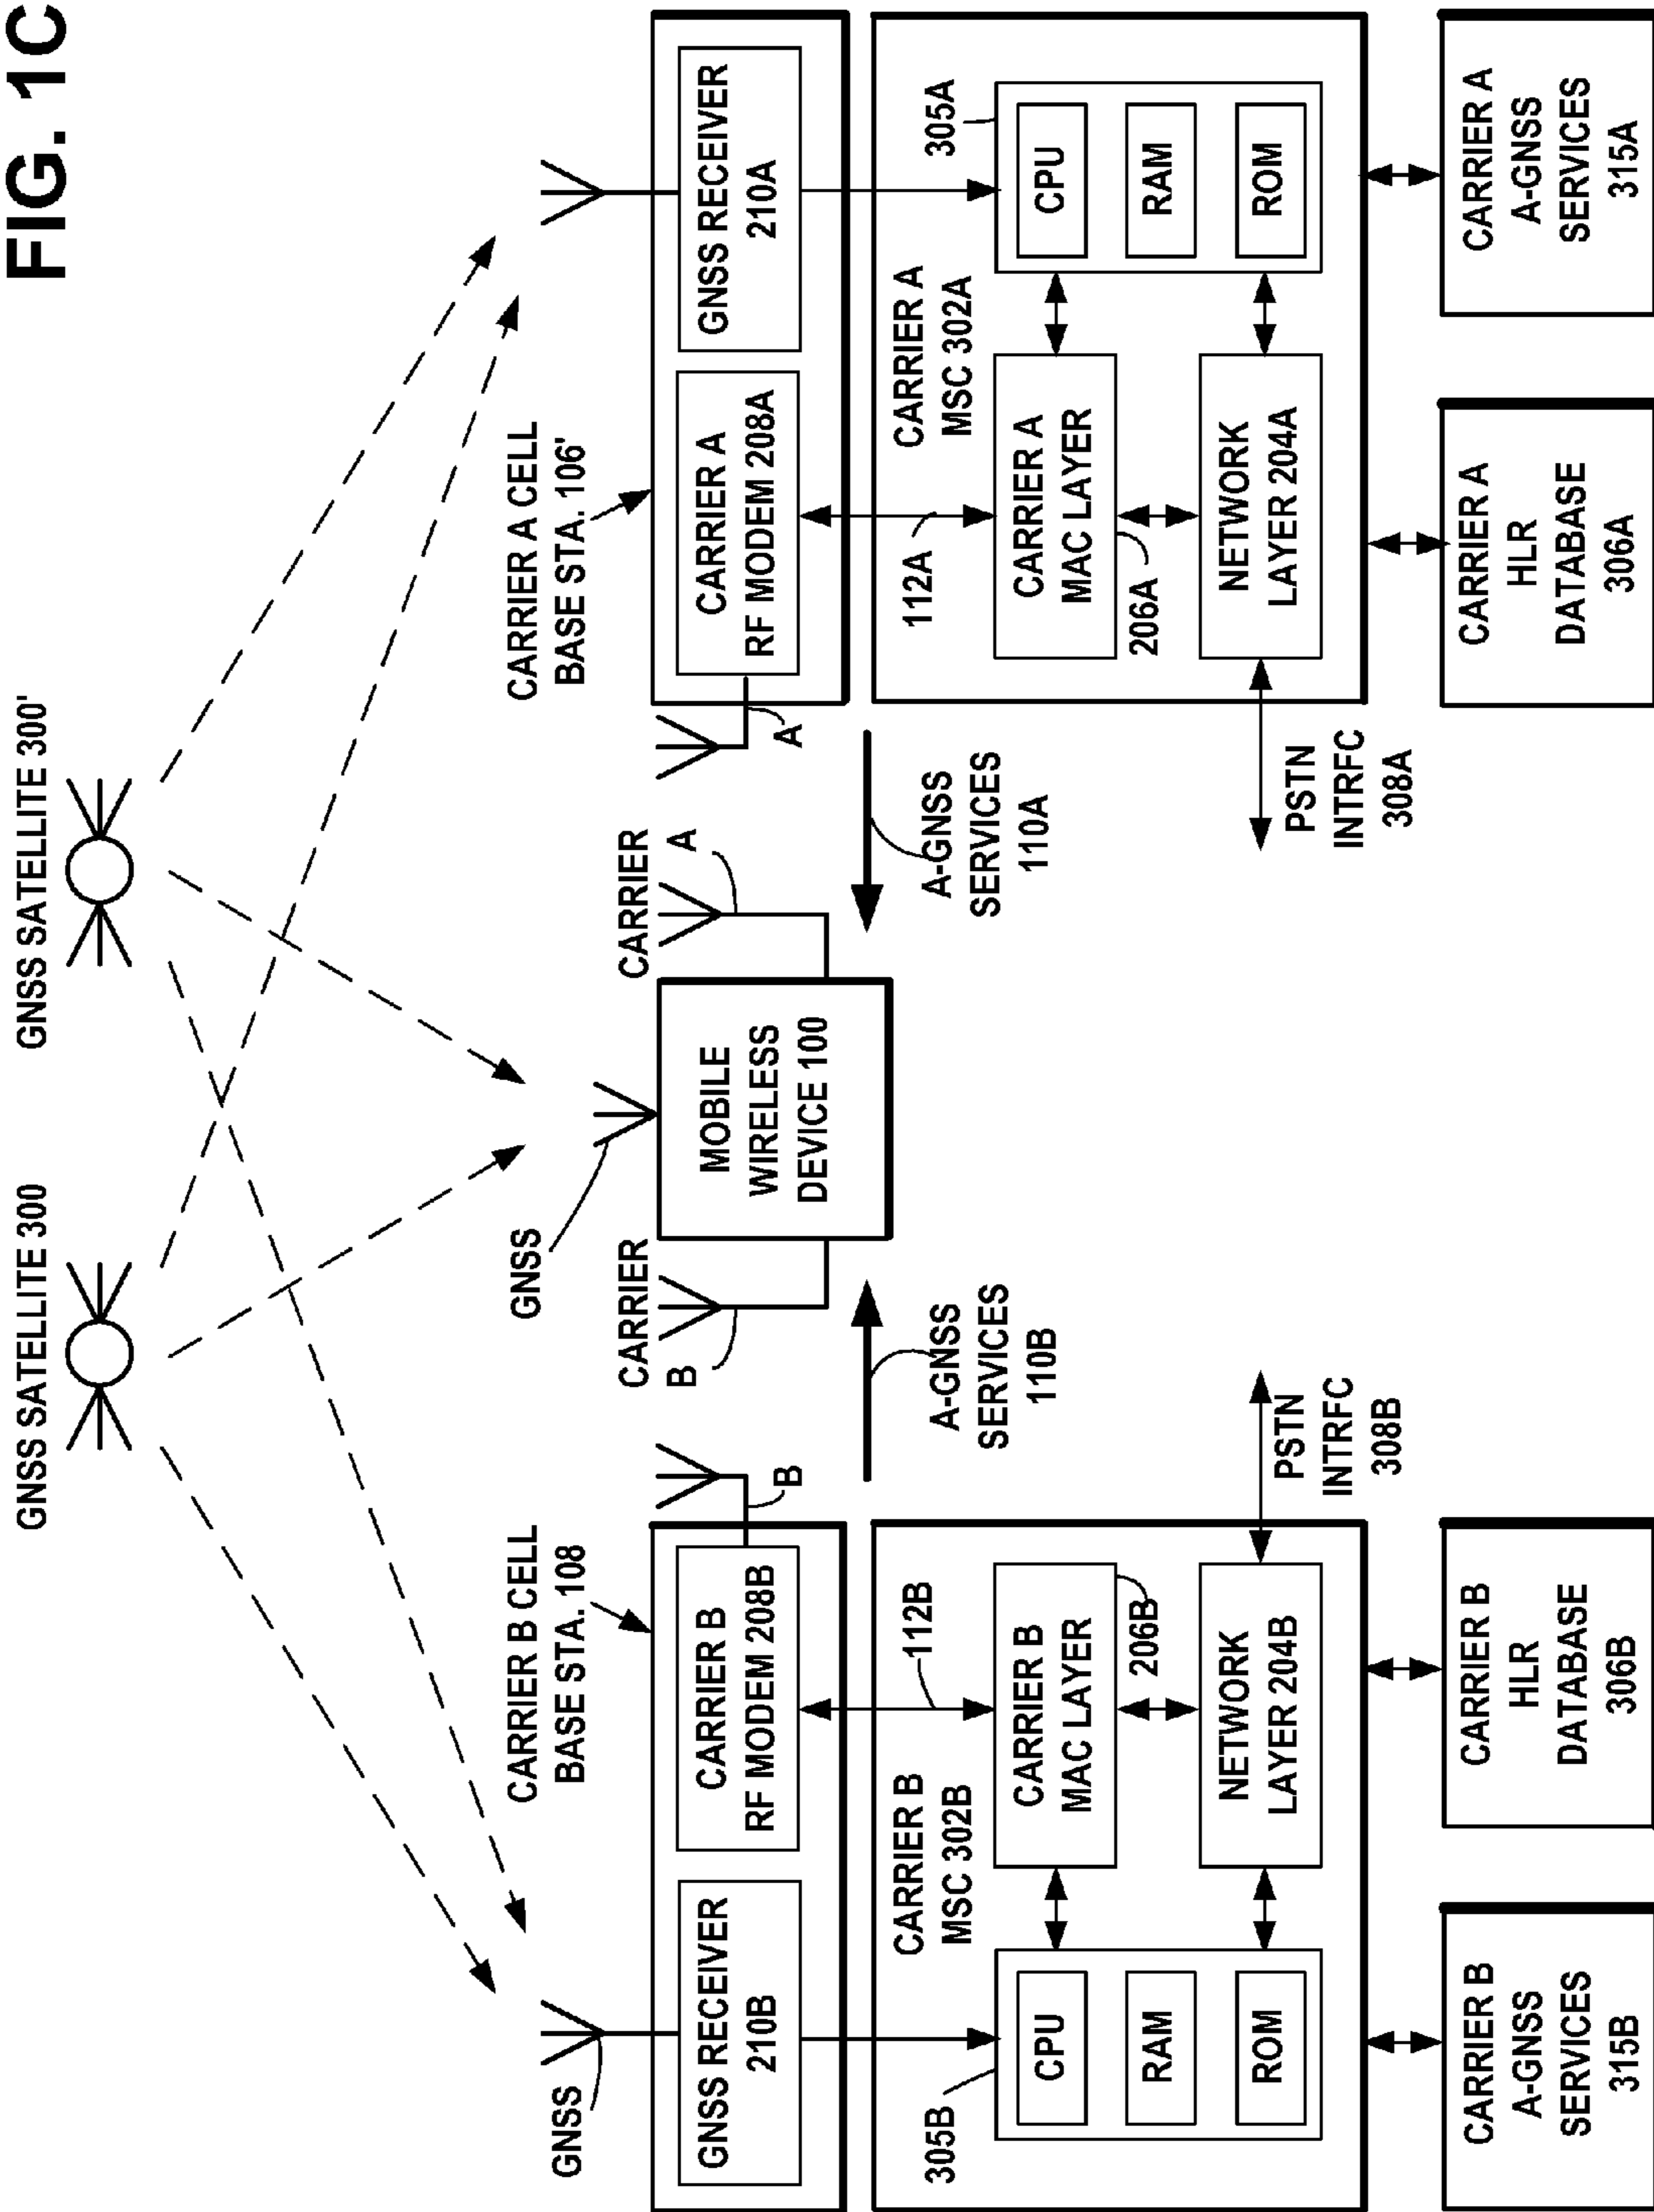 FIG. 1C
GNSS SATELLITE 300
GNSS SATELLITE 300'
CARRIER B CELL
BASE STA. 108
GNSS
GNSS RECEIVER
210B
CARRIER B
RF MODEM 208B
B
CARRIER
B
GNSS
MOBILE
WIRELESS
DEVICE 100
CARRIER
A
CARRIER A CELL
BASE STA. 106'
A
CARRIER A
RF MODEM 208A
GNSS RECEIVER
210A
A-GNSS
SERVICES
110B
A-GNSS
SERVICES
110A
305B
CARRIER B
MSC 302B
112B
CPU
RAM
ROM
CARRIER B
MAC LAYER
206B
NETWORK
LAYER 204B
PSTN
INTRFC
308B
CARRIER A
MSC 302A
112A
305A
CARRIER A
MAC LAYER
206A
NETWORK
LAYER 204A
CPU
RAM
ROM
PSTN
INTRFC
308A
CARRIER B
A-GNSS
SERVICES
315B
CARRIER B
HLR
DATABASE
306B
CARRIER A
HLR
DATABASE
306A
CARRIER A
A-GNSS
SERVICES
315A